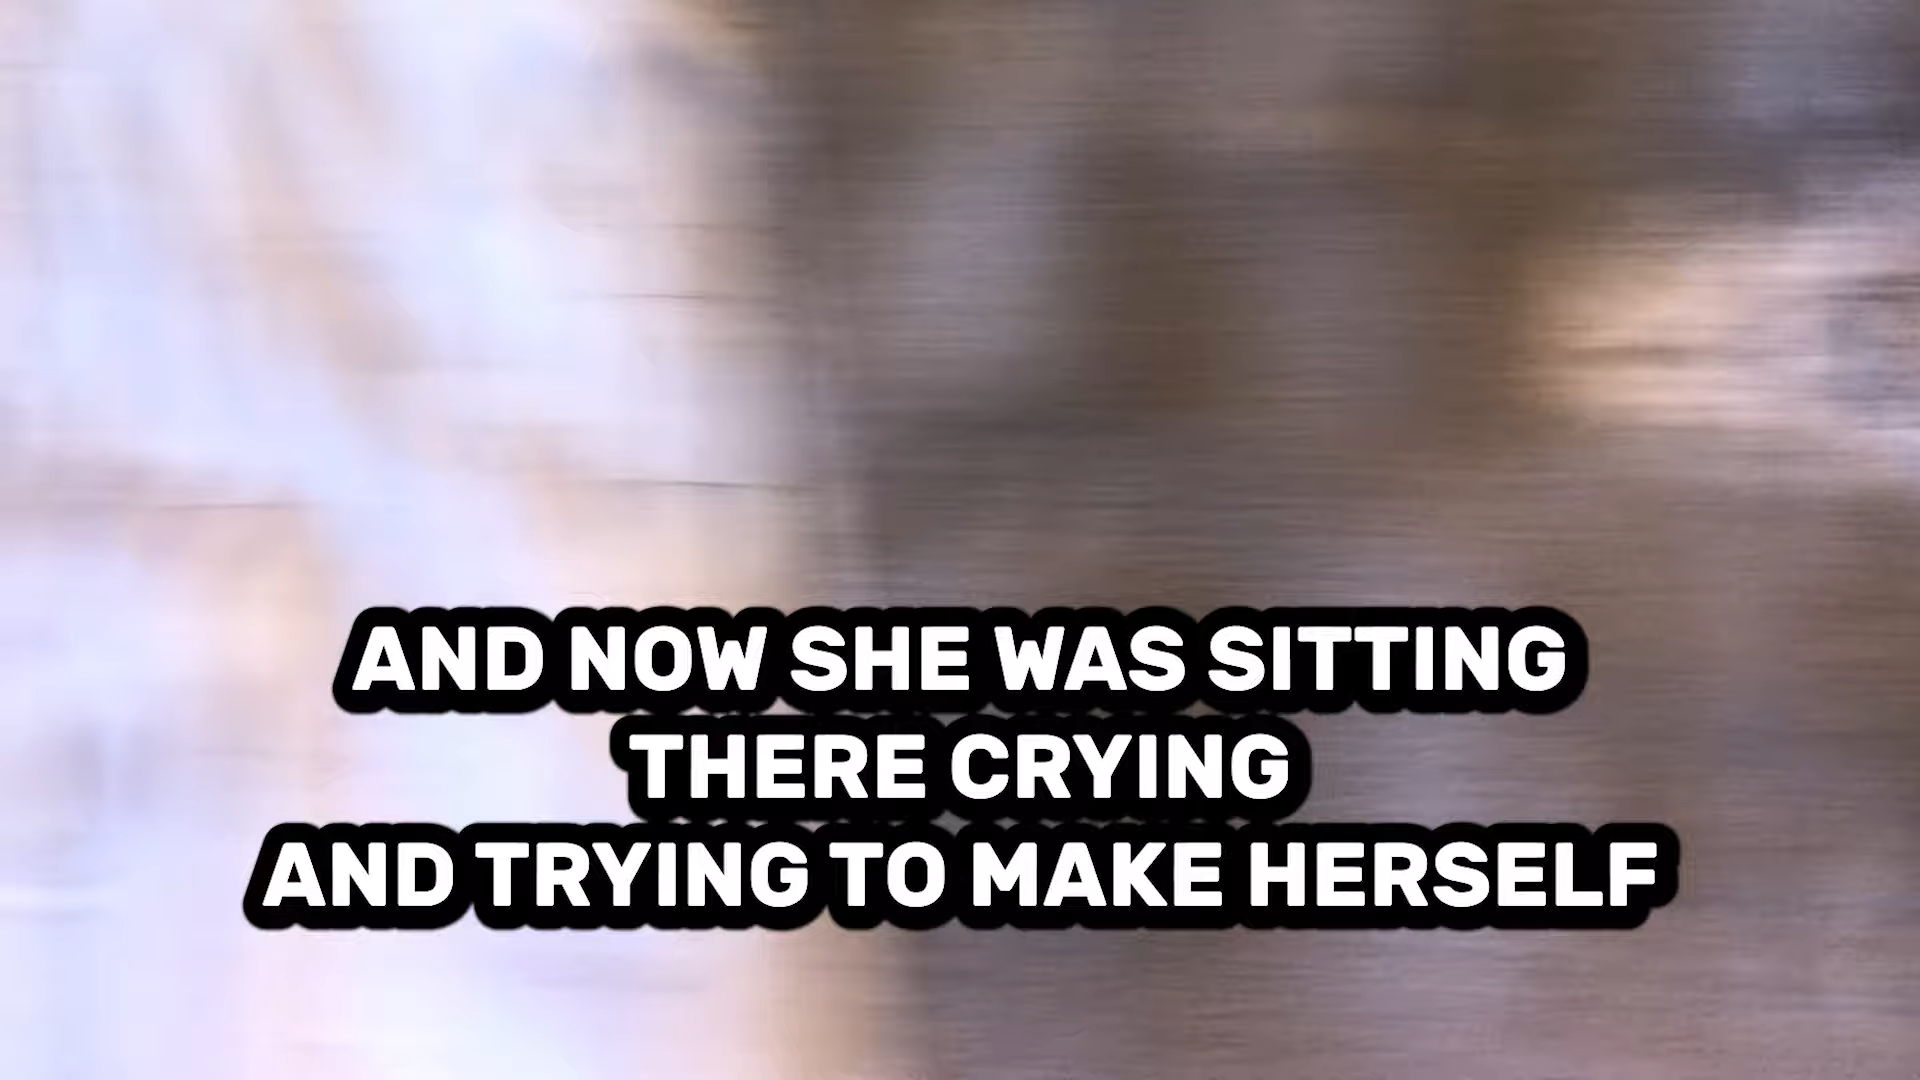 AND NOW SHE WAS SITTING
THERE CRYING
AND TRYING TO MAKE HERSELF